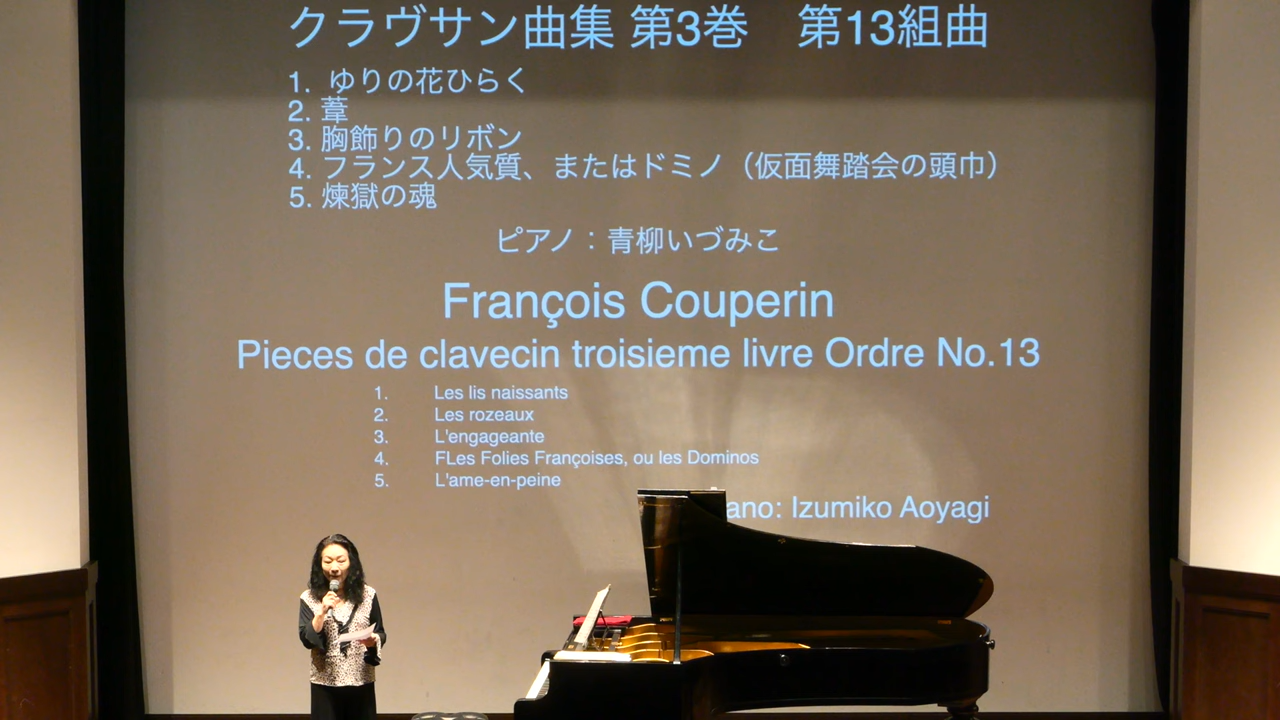 クラヴサン曲集 第3巻　第13組曲
1. ゆりの花ひらく
2. 葦
3. 胸飾りのリボン
4. フランス人気質、またはドミノ（仮面舞踏会の頭巾）
5. 煉獄の魂
ピアノ：青柳いづみこ
François Couperin
Pieces de clavecin troisieme livre Ordre No.13
1. Les lis naissants
2. Les rozeaux
3. L'engageante
4. FLes Folies Françoises, ou les Dominos
5. L'ame-en-peine
ano: Izumiko Aoyagi